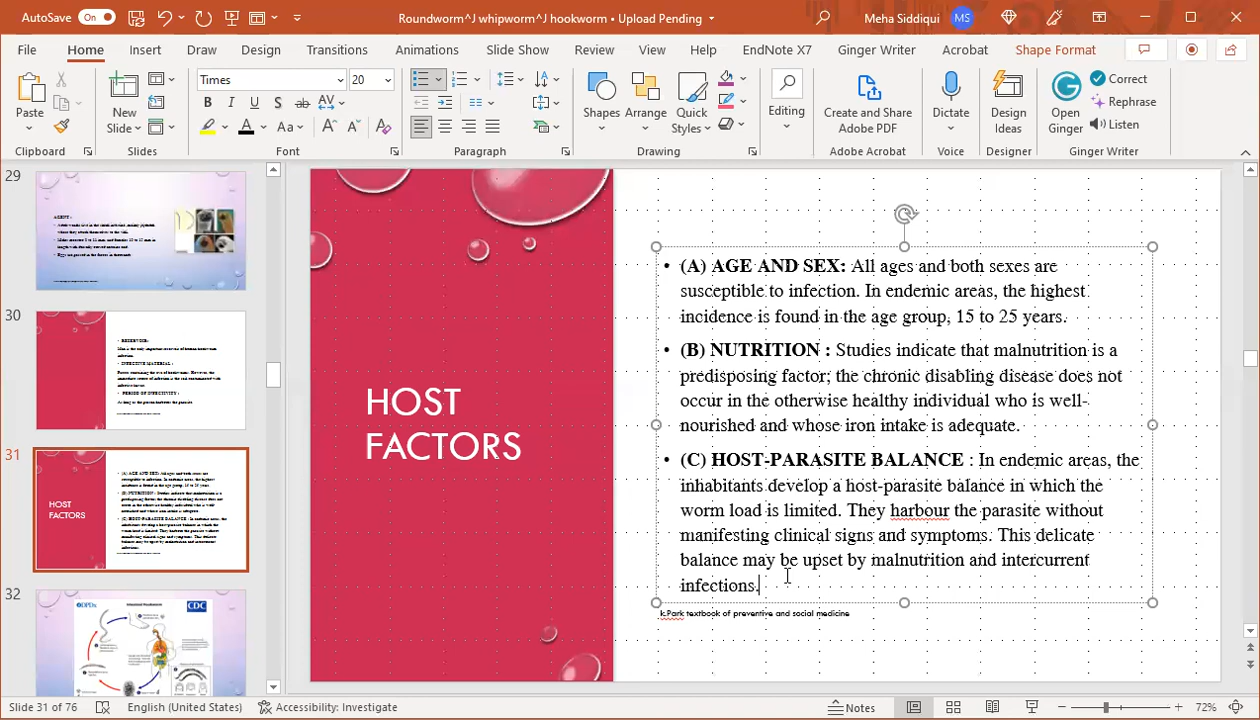 AutoSave On Roundworm^J whipworm^J hookworm • Upload Pending Meha Siddiqui MS
File Home Insert Draw Design Transitions Animations Slide Show Review View Help EndNote X7 Ginger Writer Acrobat Shape Format
Times 20 Correct
Paste New Slide Shapes Arrange Quick Styles Editing Create and Share Adobe PDF Dictate Design Ideas Open Ginger Rephrase
Listen
Clipboard Slides Font Paragraph Drawing Adobe Acrobat Voice Designer Ginger Writer
29
30
31
32
HOST
FACTORS
DPDx
CDC
HOST
FACTORS
• (A) AGE AND SEX: All ages and both sexes are
susceptible to infection. In endemic areas, the highest
incidence is found in the age group, 15 to 25 years.
• (B) NUTRITION : Studies indicate that malnutrition is a
predisposing factor; the chronic disabling disease does not
occur in the otherwise healthy individual who is well-
nourished and whose iron intake is adequate.
• (C) HOST-PARASITE BALANCE : In endemic areas, the
inhabitants develop a host-parasite balance in which the
worm load is limited. They harbour the parasite without
manifesting clinical signs and symptoms. This delicate
balance may be upset by malnutrition and intercurrent
infections.
k.Park textbook of preventive and social medicine
Slide 31 of 76 English (United States) Accessibility: Investigate Notes 72%